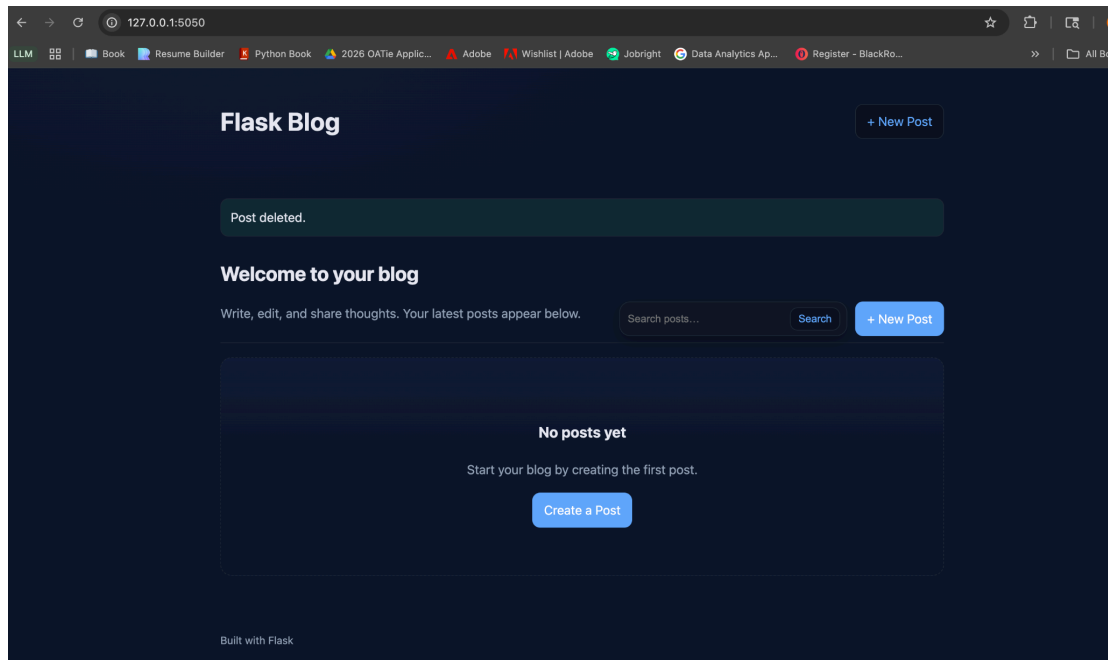 127.0.0.1:5050
LLM Book Resume Builder Python Book 2026 OATie Applic... Adobe Wishlist | Adobe Jobright Data Analytics Ap... Register - BlackRo... » All Bo
Flask Blog
+ New Post
Post deleted.
Welcome to your blog
Write, edit, and share thoughts. Your latest posts appear below.
Search posts... Search + New Post
No posts yet
Start your blog by creating the first post.
Create a Post
Built with Flask